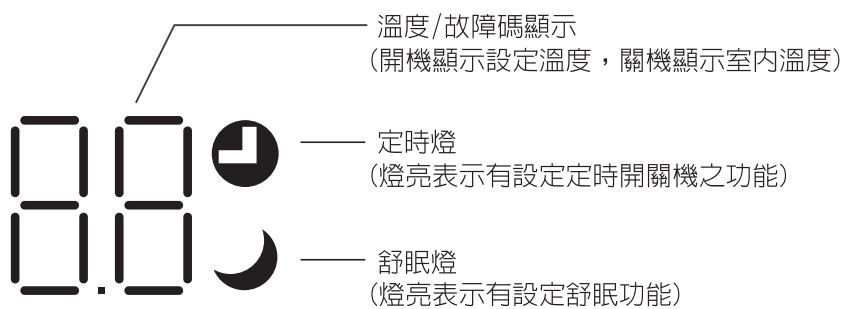 溫度/故障碼顯示
(開機顯示設定溫度，關機顯示室內溫度)
定時燈
(燈亮表示有設定定時開關機之功能)
舒眠燈
(燈亮表示有設定舒眠功能)